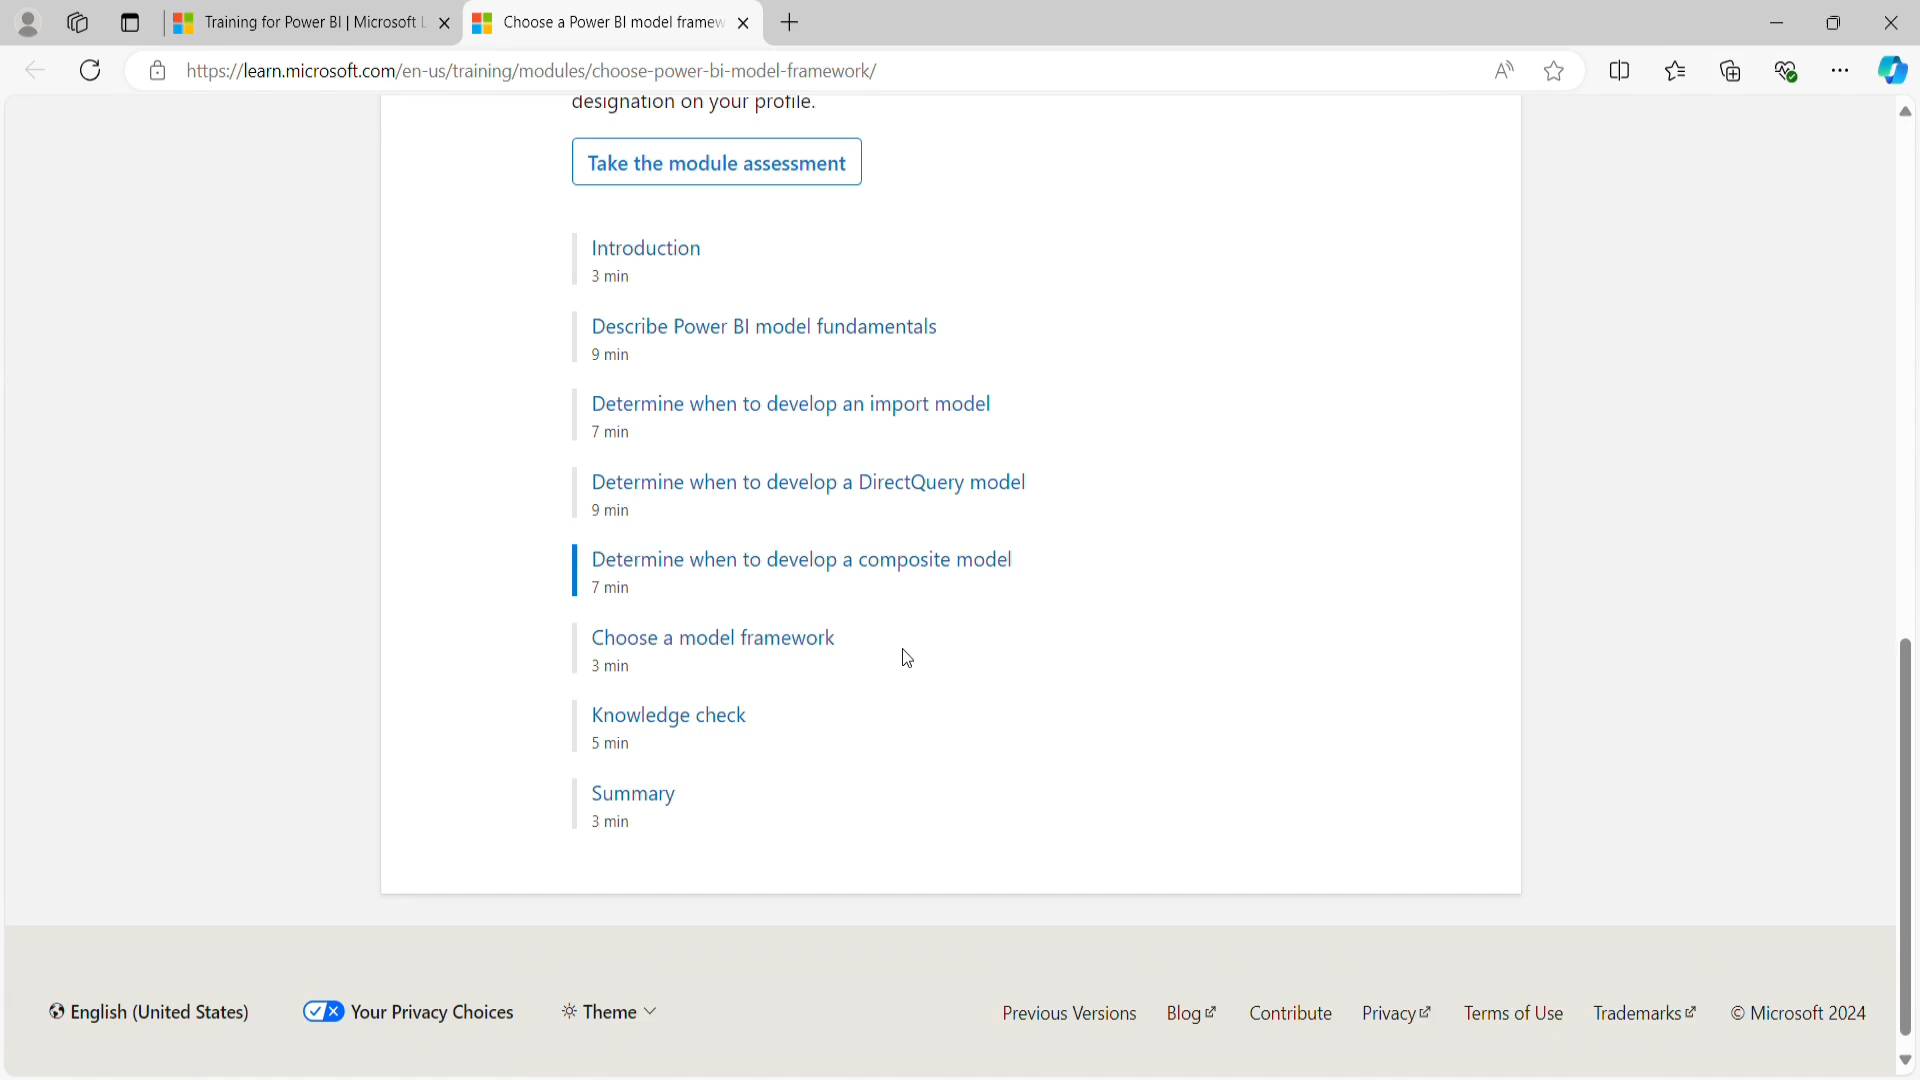 Training for Power BI | Microsoft L
Choose a Power BI model framew
https://learn.microsoft.com/en-us/training/modules/choose-power-bi-model-framework/
designation on your profile.
Take the module assessment
Introduction
3 min
Describe Power BI model fundamentals
9 min
Determine when to develop an import model
7 min
Determine when to develop a DirectQuery model
9 min
Determine when to develop a composite model
7 min
Choose a model framework
3 min
Knowledge check
5 min
Summary
3 min
English (United States) Your Privacy Choices Theme Previous Versions Blog Contribute Privacy Terms of Use Trademarks © Microsoft 2024